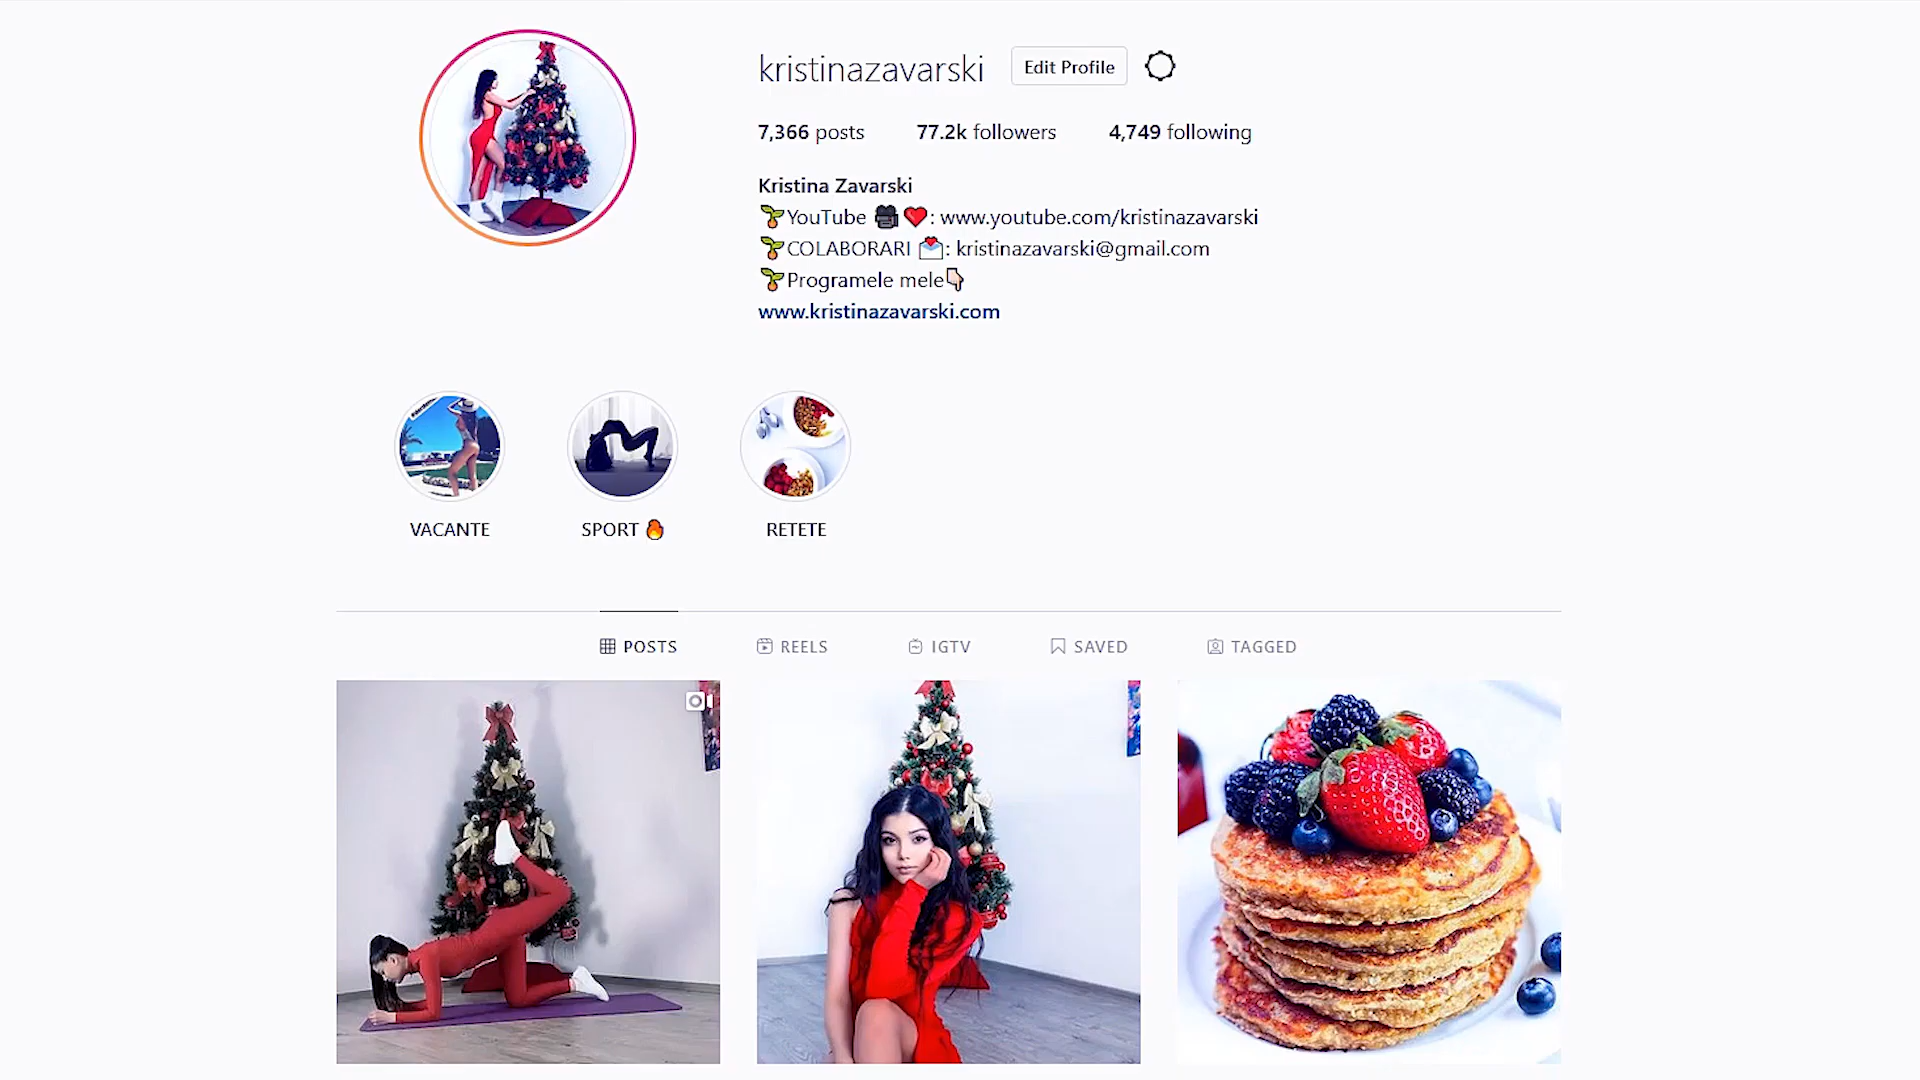 kristinazavarski Edit Profile
7,366 posts 77.2k followers 4,749 following
Kristina Zavarski
🌱YouTube 🎥❤️: www.youtube.com/kristinazavarski
🌱COLABORARI 💌: kristinazavarski@gmail.com
🌱Programele mele👇🏻
www.kristinazavarski.com
VACANTE SPORT 🔥 RETETE
POSTS REELS IGTV SAVED TAGGED